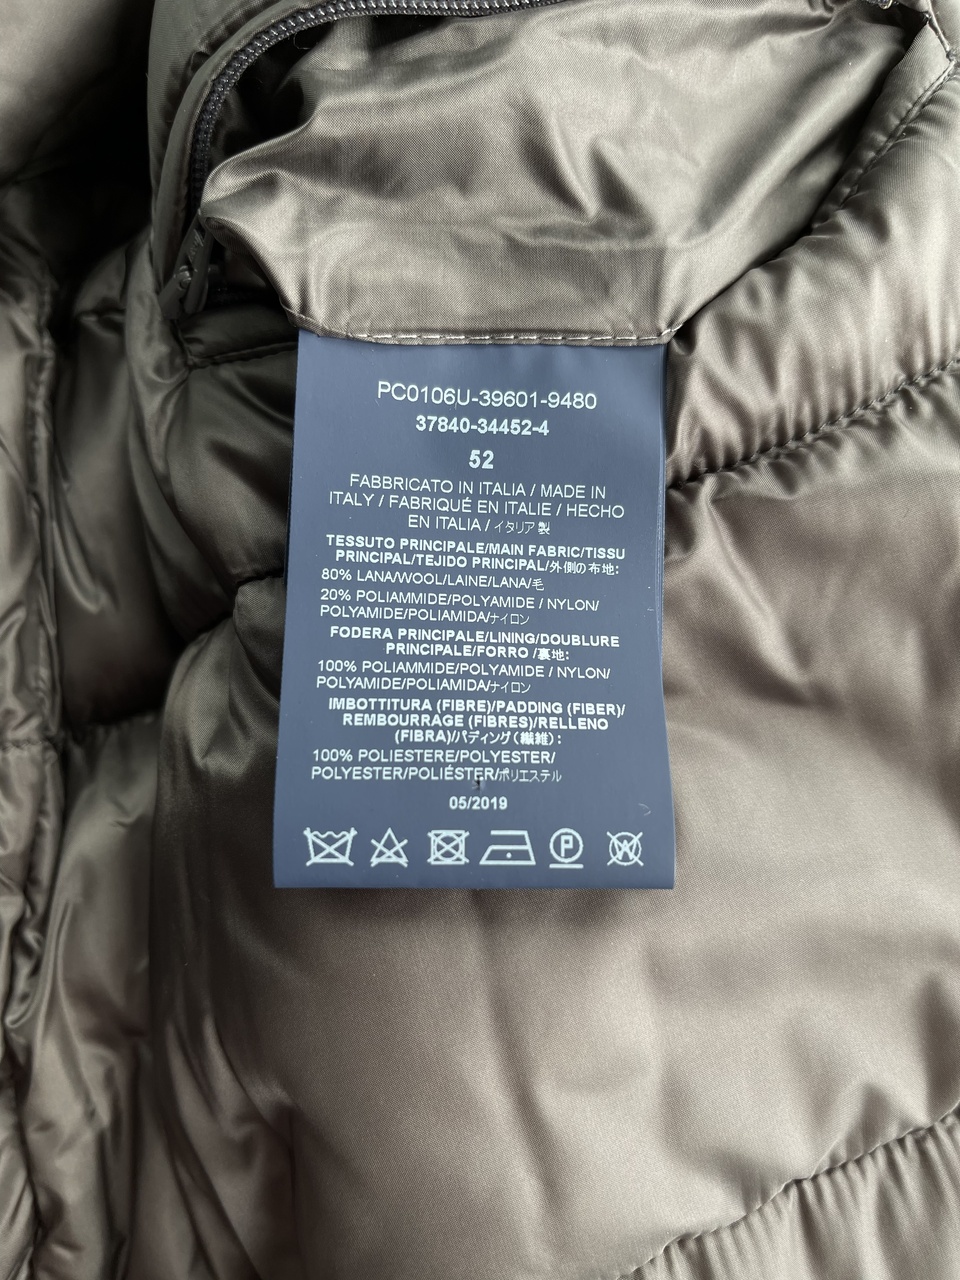 PC0106U-39601-9480
37840-34452-4
52
FABBRICATO IN ITALIA / MADE IN
ITALY / FABRIQUÉ EN ITALIE / HECHO
EN ITALIA / イタリア製
TESSUTO PRINCIPALE/MAIN FABRIC/TISSU
PRINCIPAL/TEJIDO PRINCIPAL/外側の布地:
80% LANA/WOOL/LAINE/LANA/毛
20% POLIAMMIDE/POLYAMIDE / NYLON/
POLYAMIDE/POLIAMIDA/ナイロン
FODERA PRINCIPALE/LINING/DOUBLURE
PRINCIPALE/FORRO /裏地:
100% POLIAMMIDE/POLYAMIDE / NYLON/
POLYAMIDE/POLIAMIDA/ナイロン
IMBOTTITURA (FIBRE)/PADDING (FIBER)/
REMBOURRAGE (FIBRES)/RELLENO
(FIBRA)/パディング(繊維):
100% POLIESTERE/POLYESTER/
POLYESTER/POLIÉSTER/ポリエステル
05/2019
P W